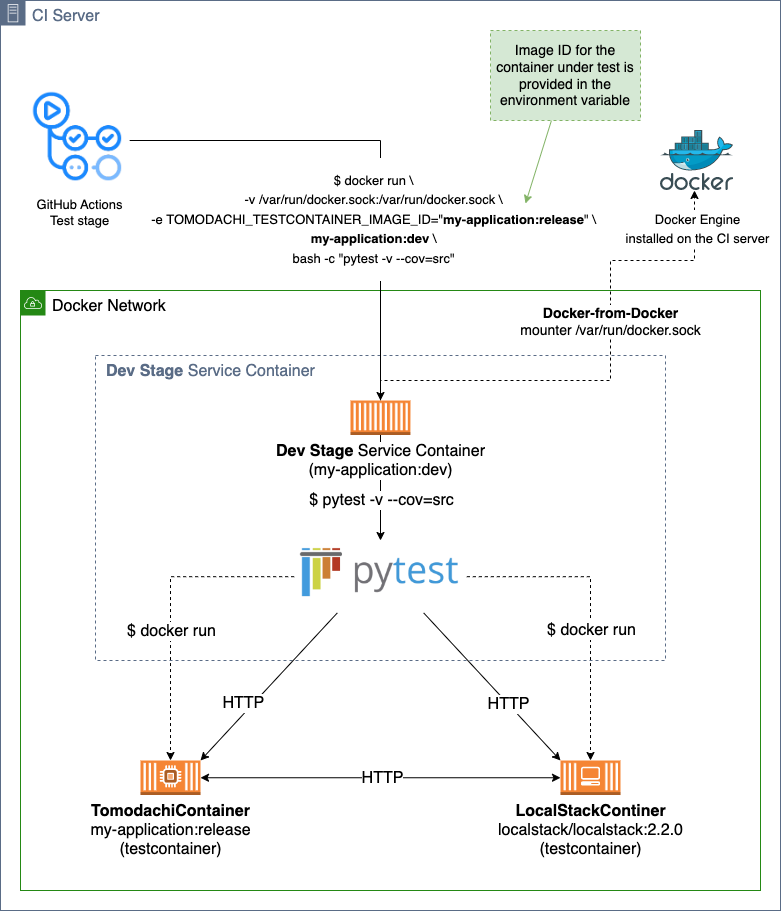 CI Server
Image ID for the
container under test is
provided in the
environment variable
GitHub Actions
Test stage
docker
Docker Engine
installed on the CI server
$ docker run \
-v /var/run/docker.sock:/var/run/docker.sock \
-e TOMODACHI_TESTCONTAINER_IMAGE_ID="my-application:release" \
my-application:dev \
bash -c "pytest -v --cov=src"
Docker Network
Docker-from-Docker
mounter /var/run/docker.sock
Dev Stage Service Container
Dev Stage Service Container
(my-application:dev)
$ pytest -v --cov=src
pytest
$ docker run
$ docker run
HTTP
HTTP
HTTP
TomodachiContainer
my-application:release
(testcontainer)
LocalStackContiner
localstack/localstack:2.2.0
(testcontainer)